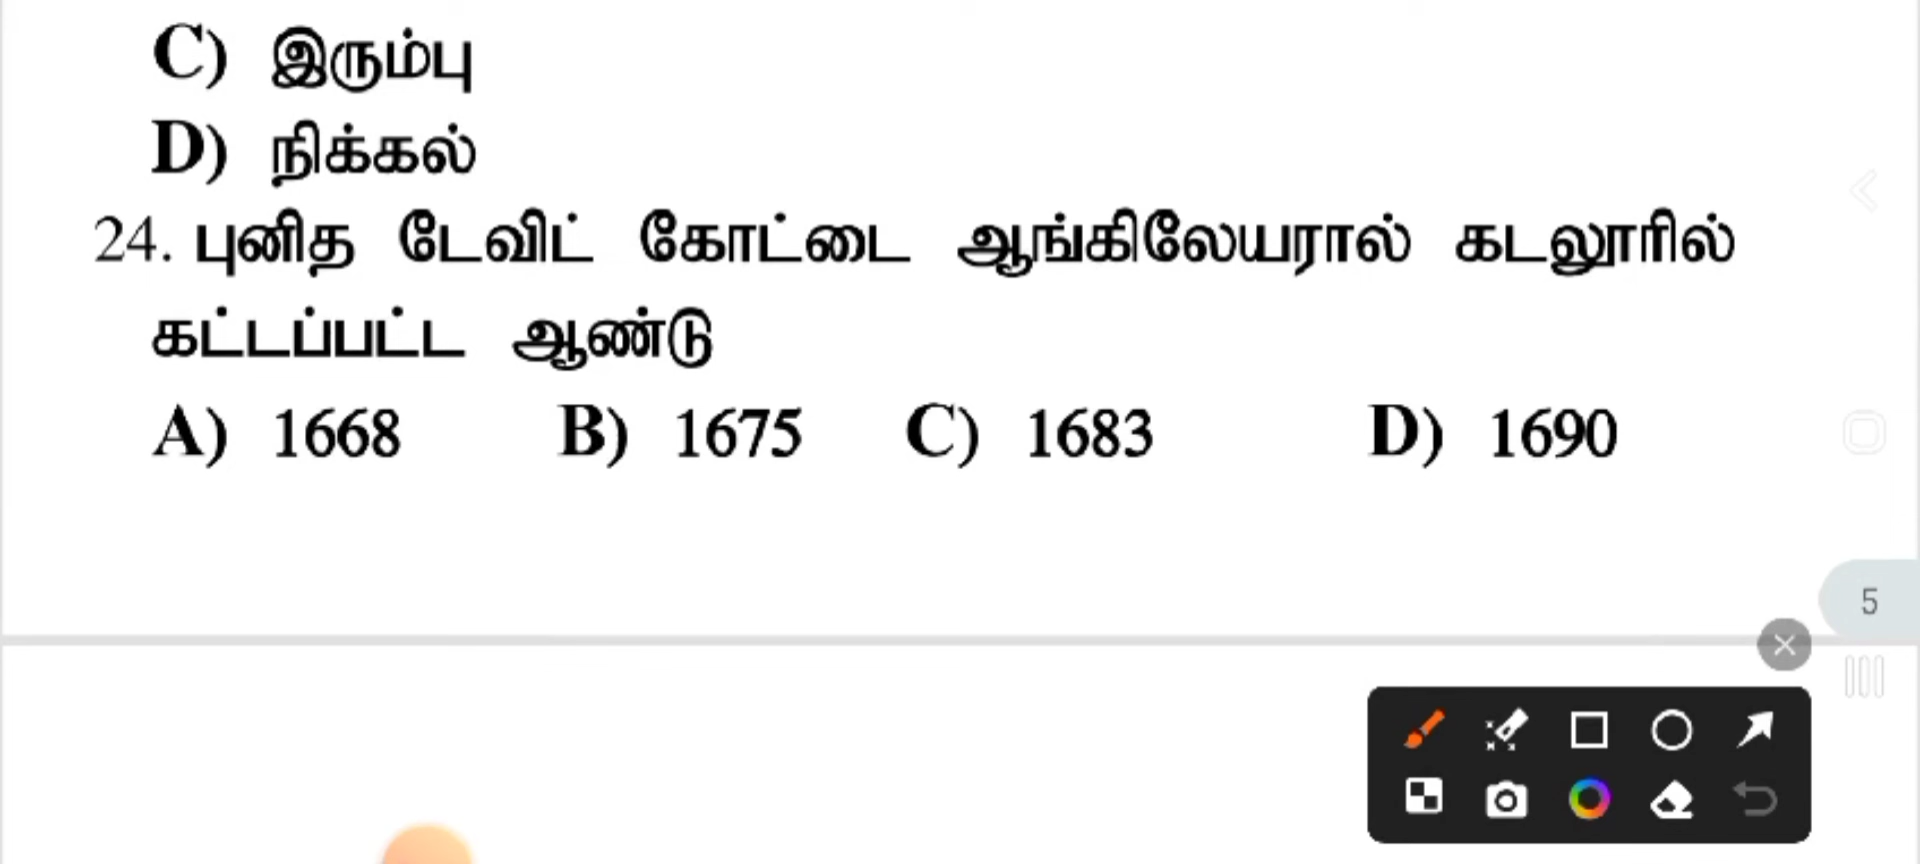 C) இரும்பு
D) நிக்கல்
24. புனித டேவிட் கோட்டை ஆங்கிலேயரால் கடலூரில்
கட்டப்பட்ட ஆண்டு
A) 1668 B) 1675 C) 1683 D) 1690
5